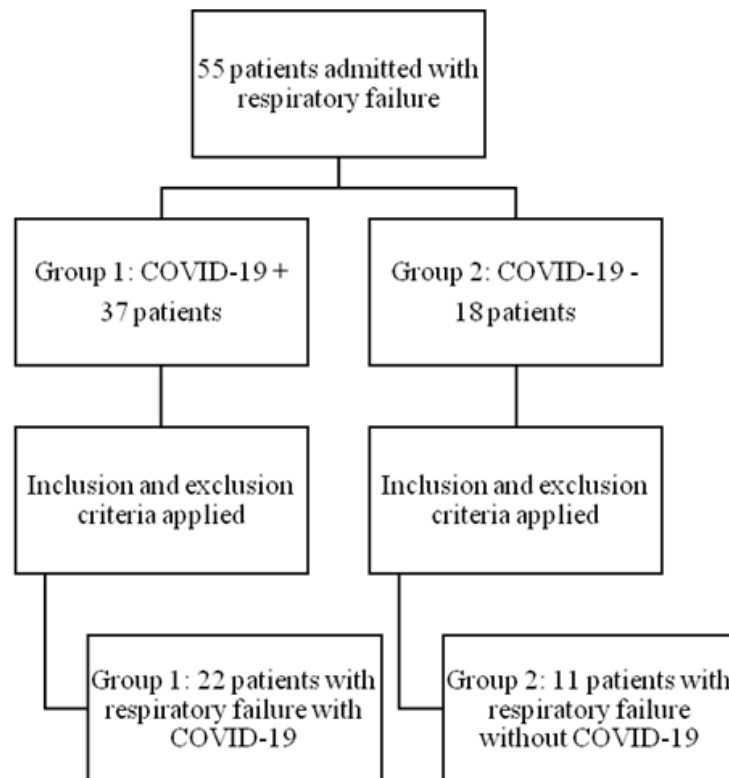 55 patients admitted with
respiratory failure
Group 1: COVID-19 +
37 patients
Group 2: COVID-19 -
18 patients
Inclusion and exclusion
criteria applied
Inclusion and exclusion
criteria applied
Group 1: 22 patients with
respiratory failure with
COVID-19
Group 2: 11 patients with
respiratory failure
without COVID-19